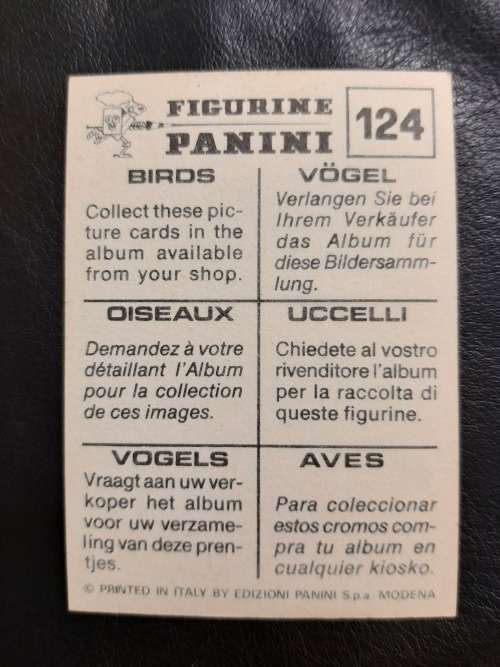 FIGURINE
PANINI
124
BIRDS
Collect these pic-
ture cards in the
album available
from your shop.
VÖGEL
Verlangen Sie bei
Ihrem Verkäufer
das Album für
diese Bildersamm-
lung.
OISEAUX
Demandez à votre
détaillant l'Album
pour la collection
de ces images.
UCCELLI
Chiedete al vostro
rivenditore l'album
per la raccolta di
queste figurine.
VOGELS
Vraagt aan uw ver-
koper het album
voor uw verzame-
ling van deze pren-
tjes.
AVES
Para coleccionar
estos cromos com-
pra tu album en
cualquier kiosko.
© PRINTED IN ITALY BY EDIZIONI PANINI S.p.a MODENA